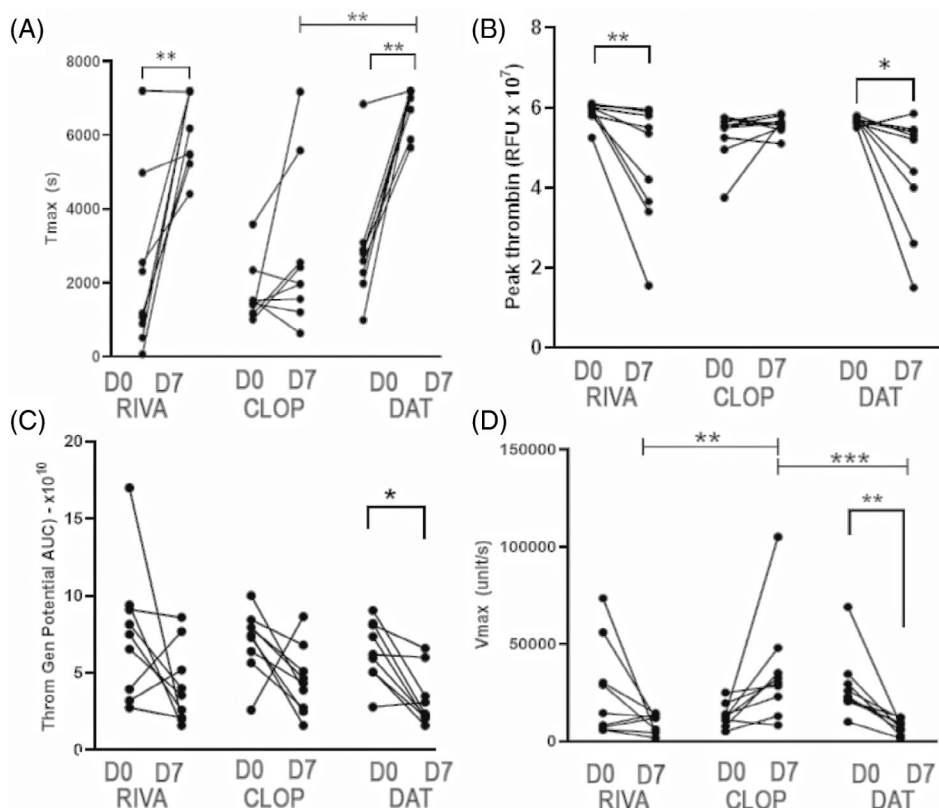 (A)
**
**
**
8000
6000
4000
2000
0
Tmax (s)
D0 D7 D0 D7 D0 D7
RIVA CLOP DAT
(B)
**
*
8
6
4
2
0
Peak thrombin (RFU x 10⁷)
D0 D7 D0 D7 D0 D7
RIVA CLOP DAT
(C)
*
20
15
10
5
0
Throm Gen Potential AUC) - x10¹⁰
D0 D7 D0 D7 D0 D7
RIVA CLOP DAT
(D)
**
***
**
150000
100000
50000
0
Vmax (unit/s)
D0 D7 D0 D7 D0 D7
RIVA CLOP DAT